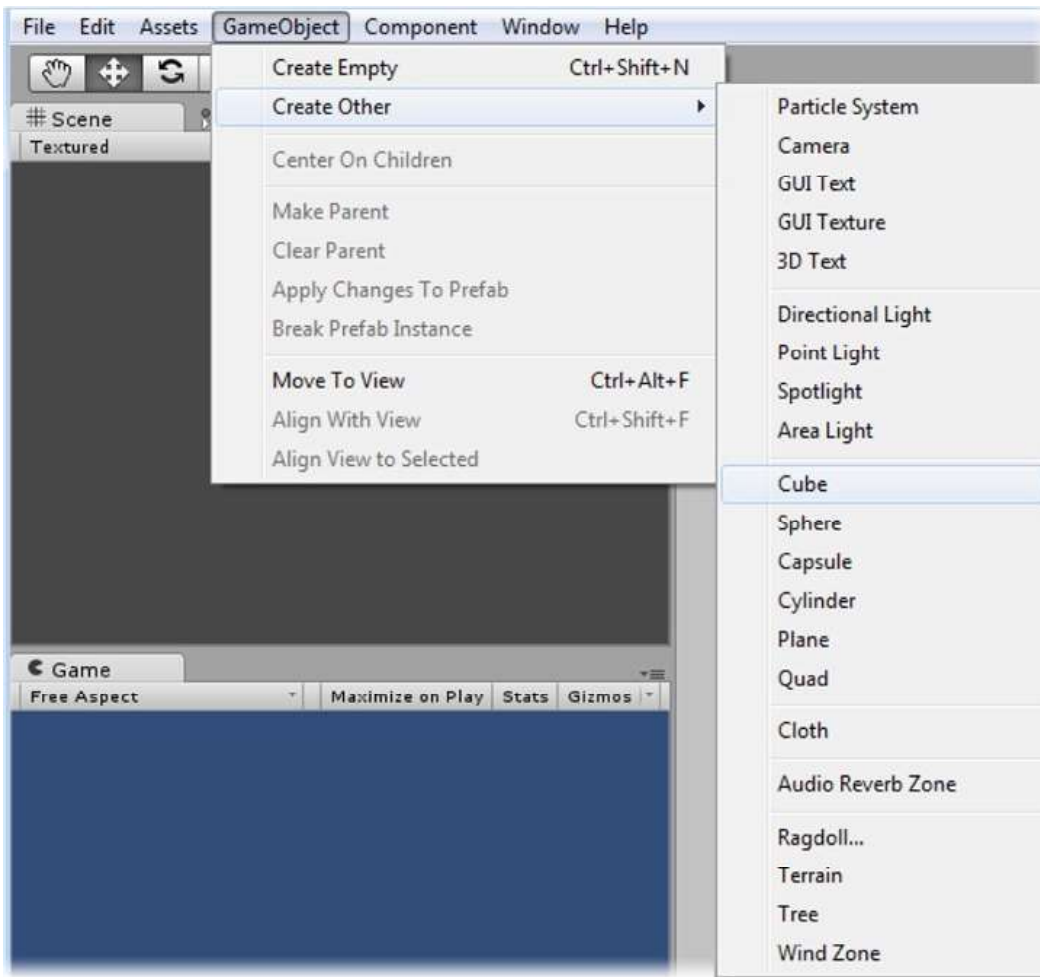 File Edit Assets GameObject Component Window Help
Create Empty Ctrl+Shift+N
Create Other
Center On Children
Make Parent
Clear Parent
Apply Changes To Prefab
Break Prefab Instance
Move To View Ctrl+Alt+F
Align With View Ctrl+Shift+F
Align View to Selected
Scene
Textured
Particle System
Camera
GUI Text
GUI Texture
3D Text
Directional Light
Point Light
Spotlight
Area Light
Cube
Sphere
Capsule
Cylinder
Plane
Quad
Cloth
Audio Reverb Zone
Ragdoll...
Terrain
Tree
Wind Zone
Game
Free Aspect Maximize on Play Stats Gizmos